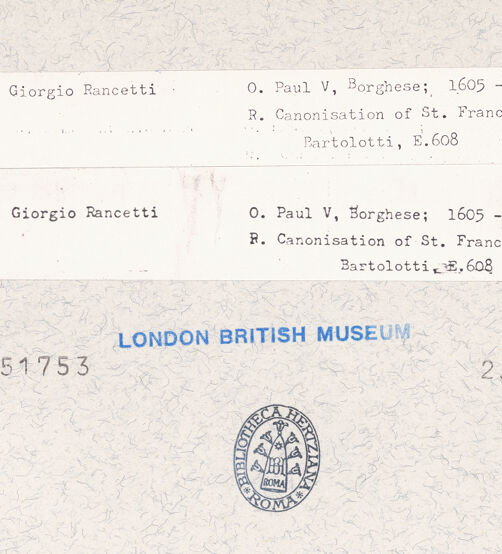 Giorgio Rancetti O. Paul V, Borghese; 1605 -
R. Canonisation of St. Franc
Bartolotti, E.608
Giorgio Rancetti O. Paul V, Borghese; 1605 -
R. Canonisation of St. Franc
Bartolotti, E.608
LONDON BRITISH MUSEUM
51753 2.
BIBLIOTHECA HERTZIANA
ROMA
* ROMA *